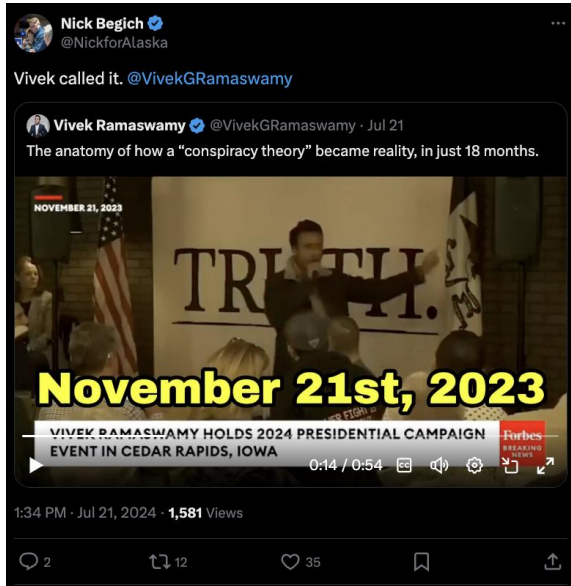 Nick Begich
@NickforAlaska
Vivek called it. @VivekGRamaswamy
Vivek Ramaswamy @VivekGRamaswamy · Jul 21
The anatomy of how a “conspiracy theory” became reality, in just 18 months.
NOVEMBER 21, 2023
TRUTH.
November 21st, 2023
VIVEK RAMASWAMY HOLDS 2024 PRESIDENTIAL CAMPAIGN
EVENT IN CEDAR RAPIDS, IOWA
Forbes
BREAKING
NEWS
0:14 / 0:54
CC
1:34 PM · Jul 21, 2024 · 1,581 Views
2 12 35